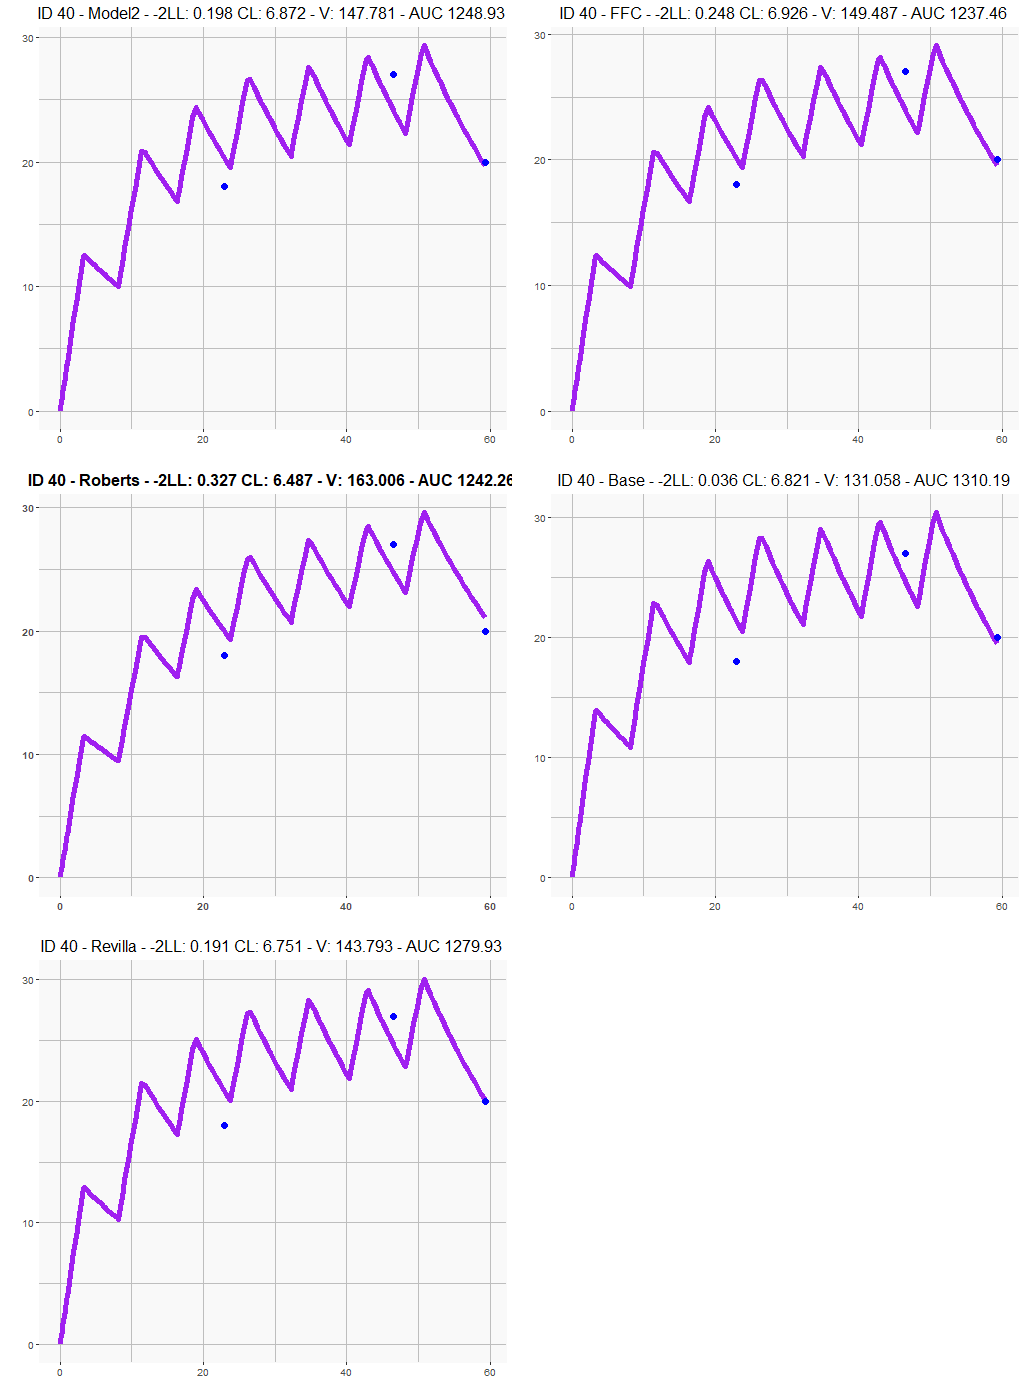 ID 40 - Model2 - -2LL: 0.198 CL: 6.872 - V: 147.781 - AUC 1248.93
30
20
10
0
0 20 40 60
ID 40 - FFC - -2LL: 0.248 CL: 6.926 - V: 149.487 - AUC 1237.46
30
20
10
0
0 20 40 60
ID 40 - Roberts - -2LL: 0.327 CL: 6.487 - V: 163.006 - AUC 1242.26
30
20
10
0
0 20 40 60
ID 40 - Base - -2LL: 0.036 CL: 6.821 - V: 131.058 - AUC 1310.19
30
20
10
0
0 20 40 60
ID 40 - Revilla - -2LL: 0.191 CL: 6.751 - V: 143.793 - AUC 1279.93
30
20
10
0
0 20 40 60